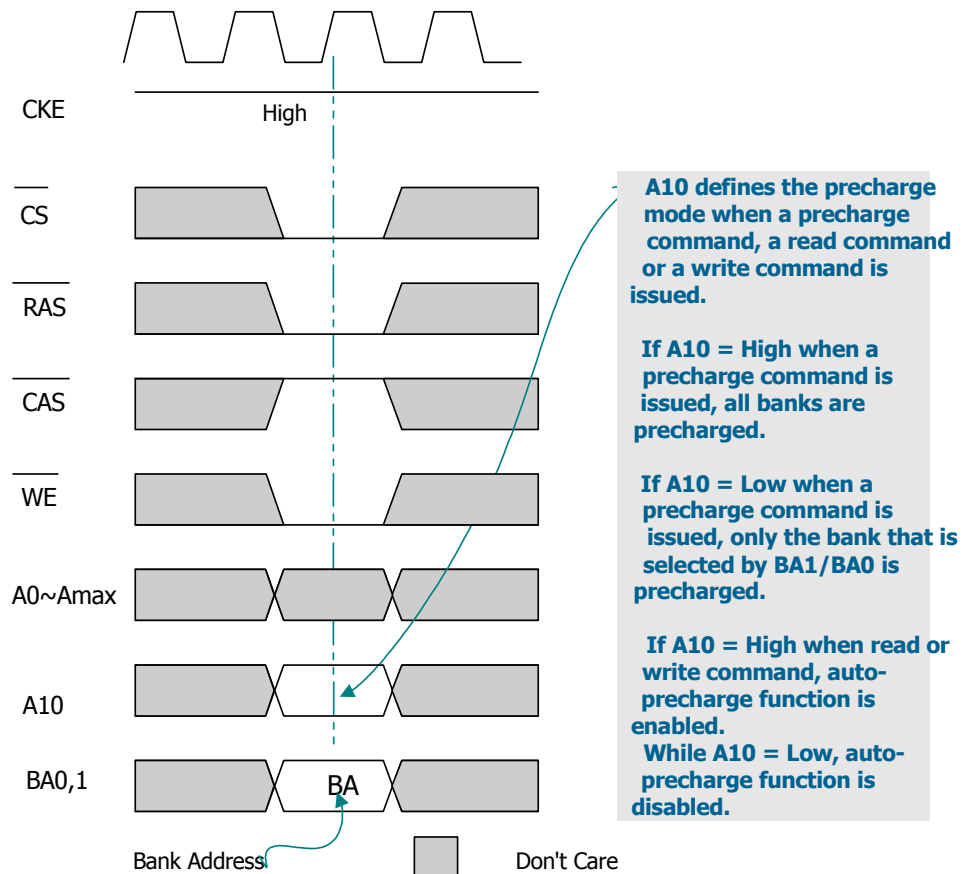 CKE
High
CS
RAS
CAS
WE
A0~Amax
A10
BA0,1
BA
Bank Address
Don't Care
A10 defines the precharge
mode when a precharge
command, a read command
or a write command is
issued.
If A10 = High when a
precharge command is
issued, all banks are
precharged.
If A10 = Low when a
precharge command is
issued, only the bank that is
selected by BA1/BA0 is
precharged.
If A10 = High when read or
write command, auto-
precharge function is
enabled.
While A10 = Low, auto-
precharge function is
disabled.